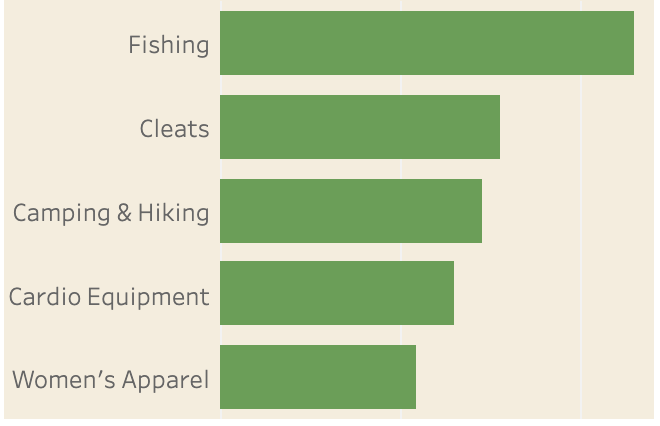 Fishing
Cleats
Camping & Hiking
Cardio Equipment
Women’s Apparel